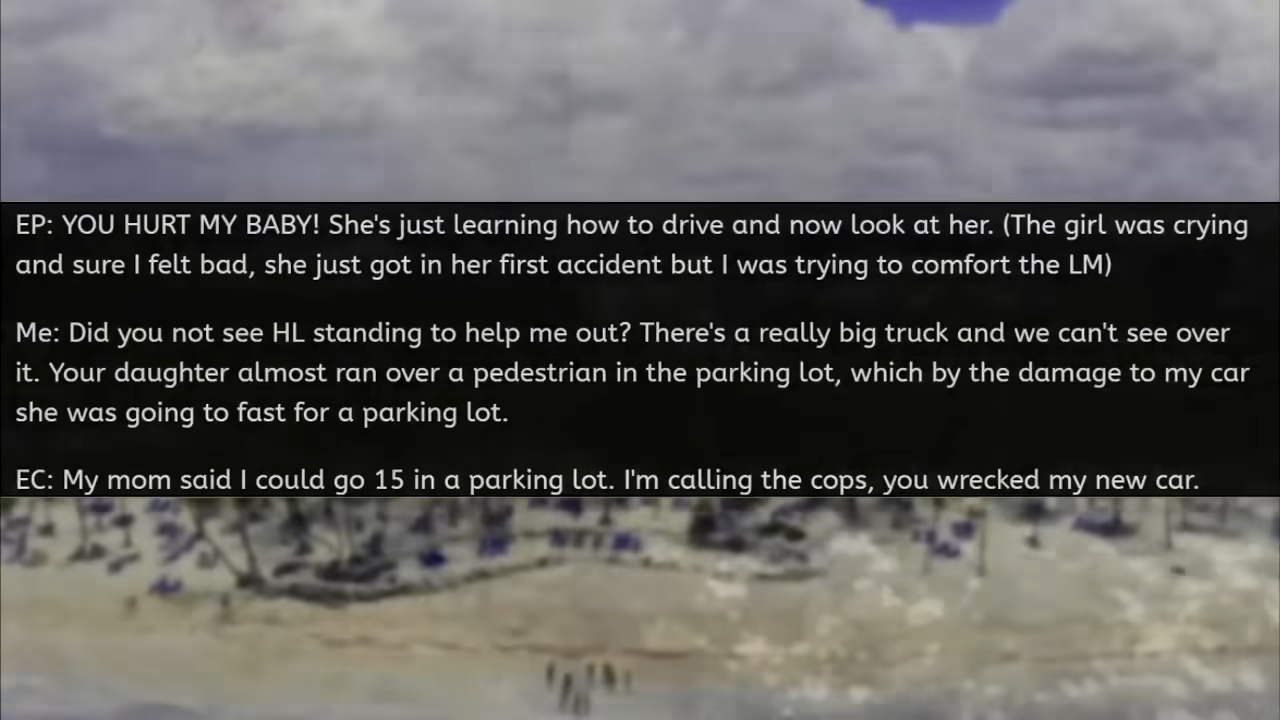 EP: YOU HURT MY BABY! She's just learning how to drive and now look at her. (The girl was crying
and sure I felt bad, she just got in her first accident but I was trying to comfort the LM)
Me: Did you not see HL standing to help me out? There's a really big truck and we can't see over
it. Your daughter almost ran over a pedestrian in the parking lot, which by the damage to my car
she was going to fast for a parking lot.
EC: My mom said I could go 15 in a parking lot. I'm calling the cops, you wrecked my new car.